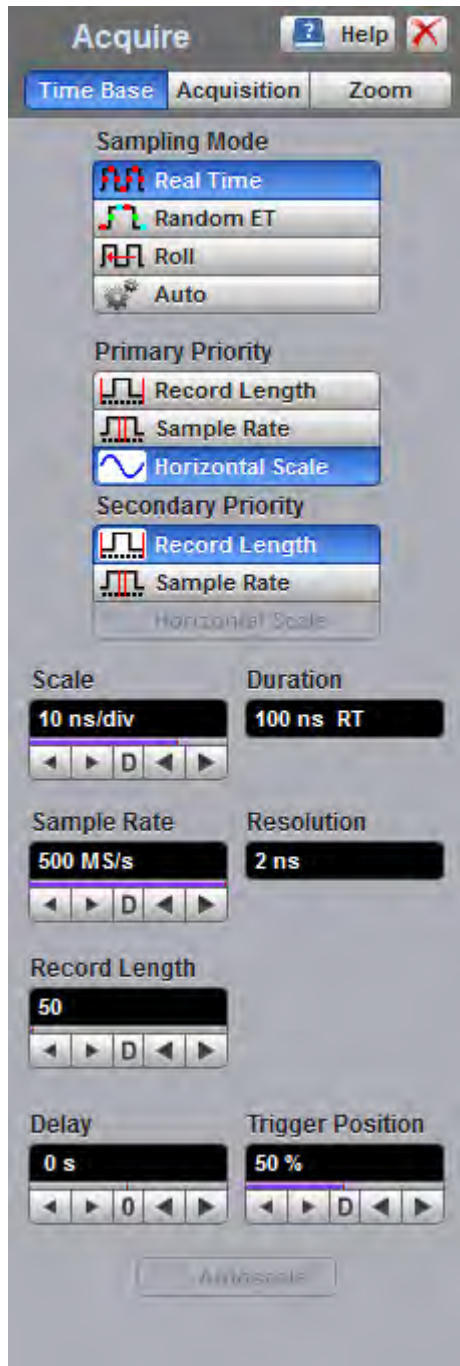 Acquire ? Help
Time Base Acquisition Zoom
Sampling Mode
Real Time
Random ET
Roll
Auto
Primary Priority
Record Length
Sample Rate
Horizontal Scale
Secondary Priority
Record Length
Sample Rate
Horizontal Scale
Scale Duration
10 ns/div 100 ns RT
D
Sample Rate Resolution
500 MS/s 2 ns
D
Record Length
50
D
Delay Trigger Position
0 s 50 %
0 D
Autoscale